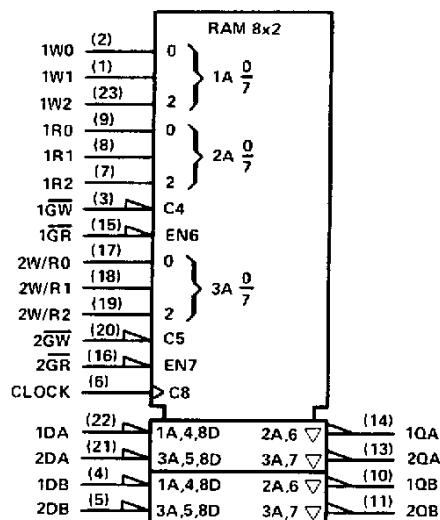 RAM 8x2
1W0 (2) 0
1W1 (1) 1A 0/7
1W2 (23) 2
1R0 (9) 0
1R1 (8) 2A 0/7
1R2 (7) 2
1G̅W̅ (3) C4
1G̅R̅ (15) EN6
2W/R0 (17) 0
2W/R1 (18) 3A 0/7
2W/R2 (19) 2
2G̅W̅ (20) C5
2G̅R̅ (16) EN7
CLOCK (6) C8
1DA (22) 1A,4,8D 2A,6 ▽ (14) 1QA
2DA (21) 3A,5,8D 3A,7 ▽ (13) 2QA
1DB (4) 1A,4,8D 2A,6 ▽ (10) 1QB
2DB (5) 3A,5,8D 3A,7 ▽ (11) 2QB